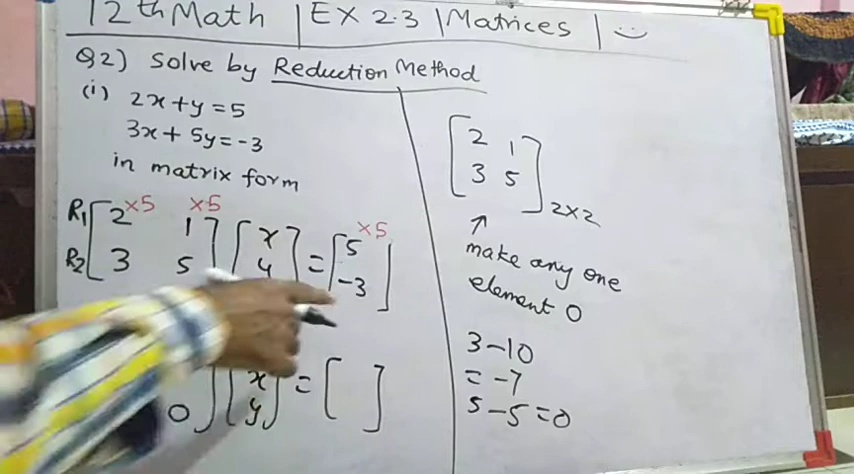 12th Math | EX 2.3 | Matrices | :)
Q2) Solve by Reduction Method
(i) 2x+y=5
3x+5y=-3
in matrix form
R1 [2 ×5 1 ×5] [x] = [5 ×5]
R2 [3 5] [y] = [-3]
[x] = [ ]
[0] [y]
[2 1]
[3 5] 2×2
↑
make any one
element 0
3-10
= -7
5-5=0